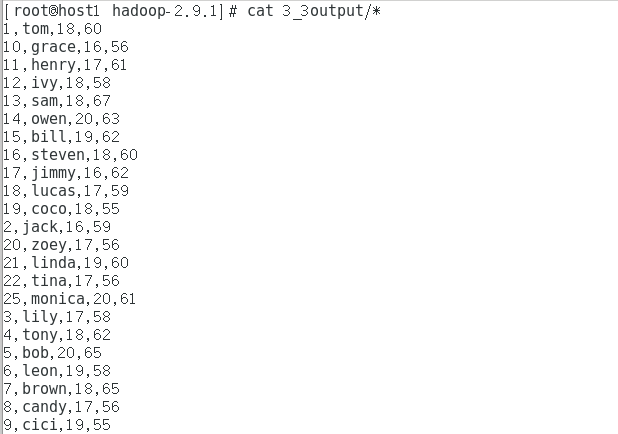 [root@host1 hadoop-2.9.1]# cat 3_3output/*
1,tom,18,60
10,grace,16,56
11,henry,17,61
12,ivy,18,58
13,sam,18,67
14,owen,20,63
15,bill,19,62
16,steven,18,60
17,jimmy,16,62
18,lucas,17,59
19,coco,18,55
2,jack,16,59
20,zoey,17,56
21,linda,19,60
22,tina,17,56
25,monica,20,61
3,lily,17,58
4,tony,18,62
5,bob,20,65
6,leon,19,58
7,brown,18,65
8,candy,17,56
9,cici,19,55